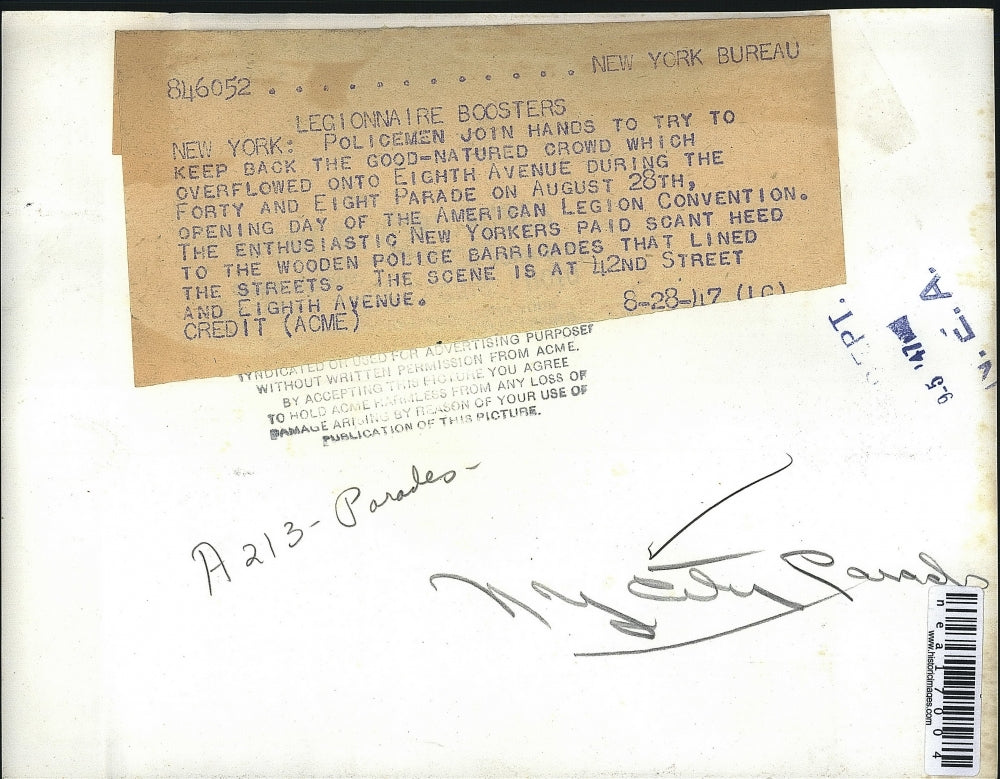 846052 . . . . . . . . . . . . . NEW YORK BUREAU
LEGIONNAIRE BOOSTERS
NEW YORK: POLICEMEN JOIN HANDS TO TRY TO
KEEP BACK THE GOOD-NATURED CROWD WHICH
OVERFLOWED ONTO EIGHTH AVENUE DURING THE
FORTY AND EIGHT PARADE ON AUGUST 28TH,
OPENING DAY OF THE AMERICAN LEGION CONVENTION.
THE ENTHUSIASTIC NEW YORKERS PAID SCANT HEED
TO THE WOODEN POLICE BARRICADES THAT LINED
THE STREETS. THE SCENE IS AT 42ND STREET
AND EIGHTH AVENUE.
CREDIT (ACME) 8-28-47
SYNDICATED OR USED FOR ADVERTISING PURPOSES
WITHOUT WRITTEN PERMISSION FROM ACME.
BY ACCEPTING THIS PICTURE YOU AGREE
TO HOLD ACME HARMLESS FROM ANY LOSS OR
DAMAGE ARISING BY REASON OF YOUR USE OF
PUBLICATION OF THIS PICTURE.
PT.
9-5 '47
N. E. A.
A 213 - Parades -
NY City Parade
neal7004
www.historicimages.com